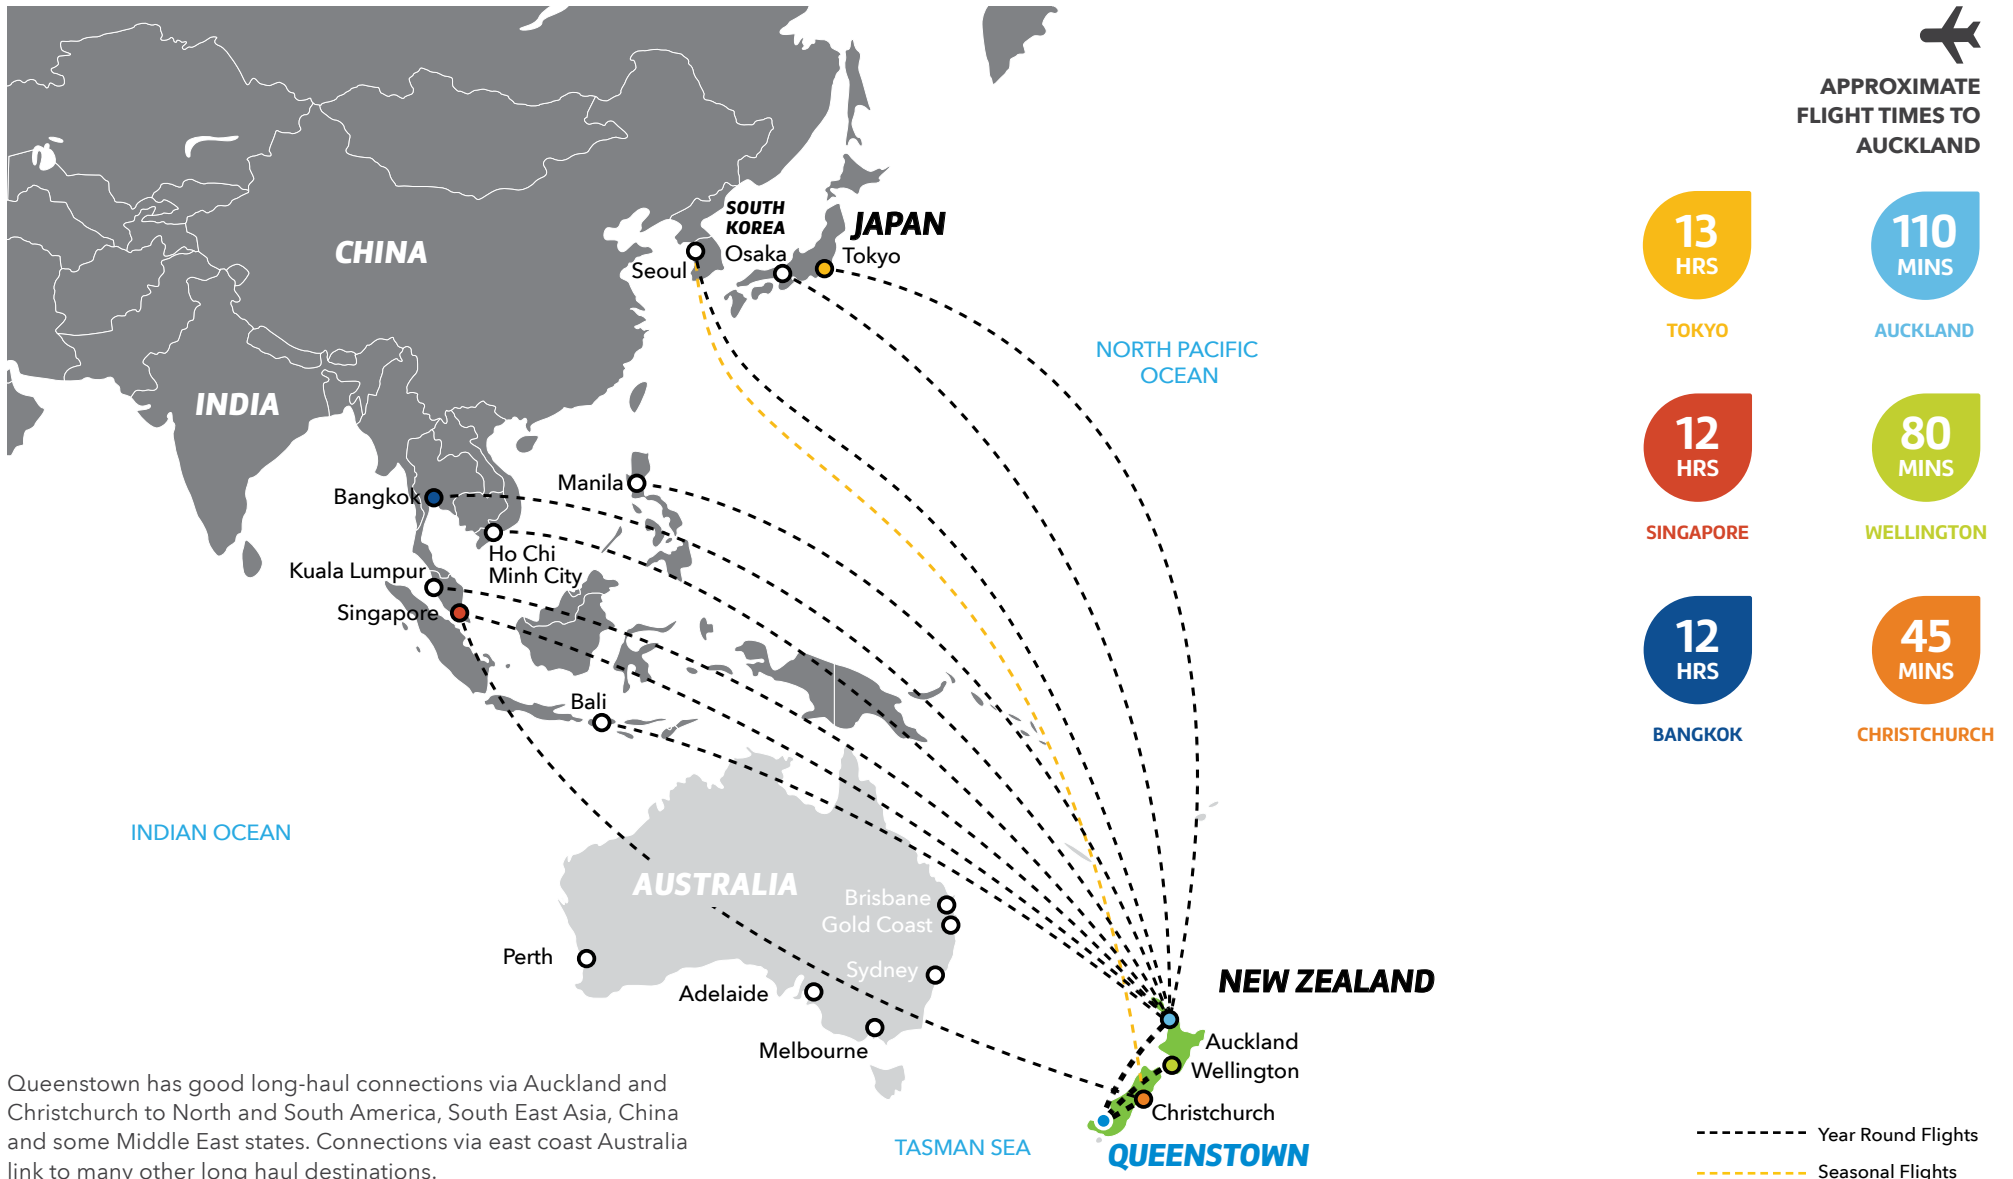 APPROXIMATE
FLIGHT TIMES TO
AUCKLAND
13
HRS
TOKYO
110
MINS
AUCKLAND
12
HRS
SINGAPORE
80
MINS
WELLINGTON
12
HRS
BANGKOK
45
MINS
CHRISTCHURCH
SOUTH
KOREA
JAPAN
CHINA
Seoul
Osaka
Tokyo
NORTH PACIFIC
OCEAN
INDIA
Bangkok
Manila
Ho Chi
Minh City
Kuala Lumpur
Singapore
Bali
INDIAN OCEAN
AUSTRALIA
Brisbane
Gold Coast
Perth
Sydney
Adelaide
Melbourne
NEW ZEALAND
Auckland
Wellington
Christchurch
QUEENSTOWN
TASMAN SEA
Queenstown has good long-haul connections via Auckland and
Christchurch to North and South America, South East Asia, China
and some Middle East states. Connections via east coast Australia
link to many other long haul destinations.
Year Round Flights
Seasonal Flights